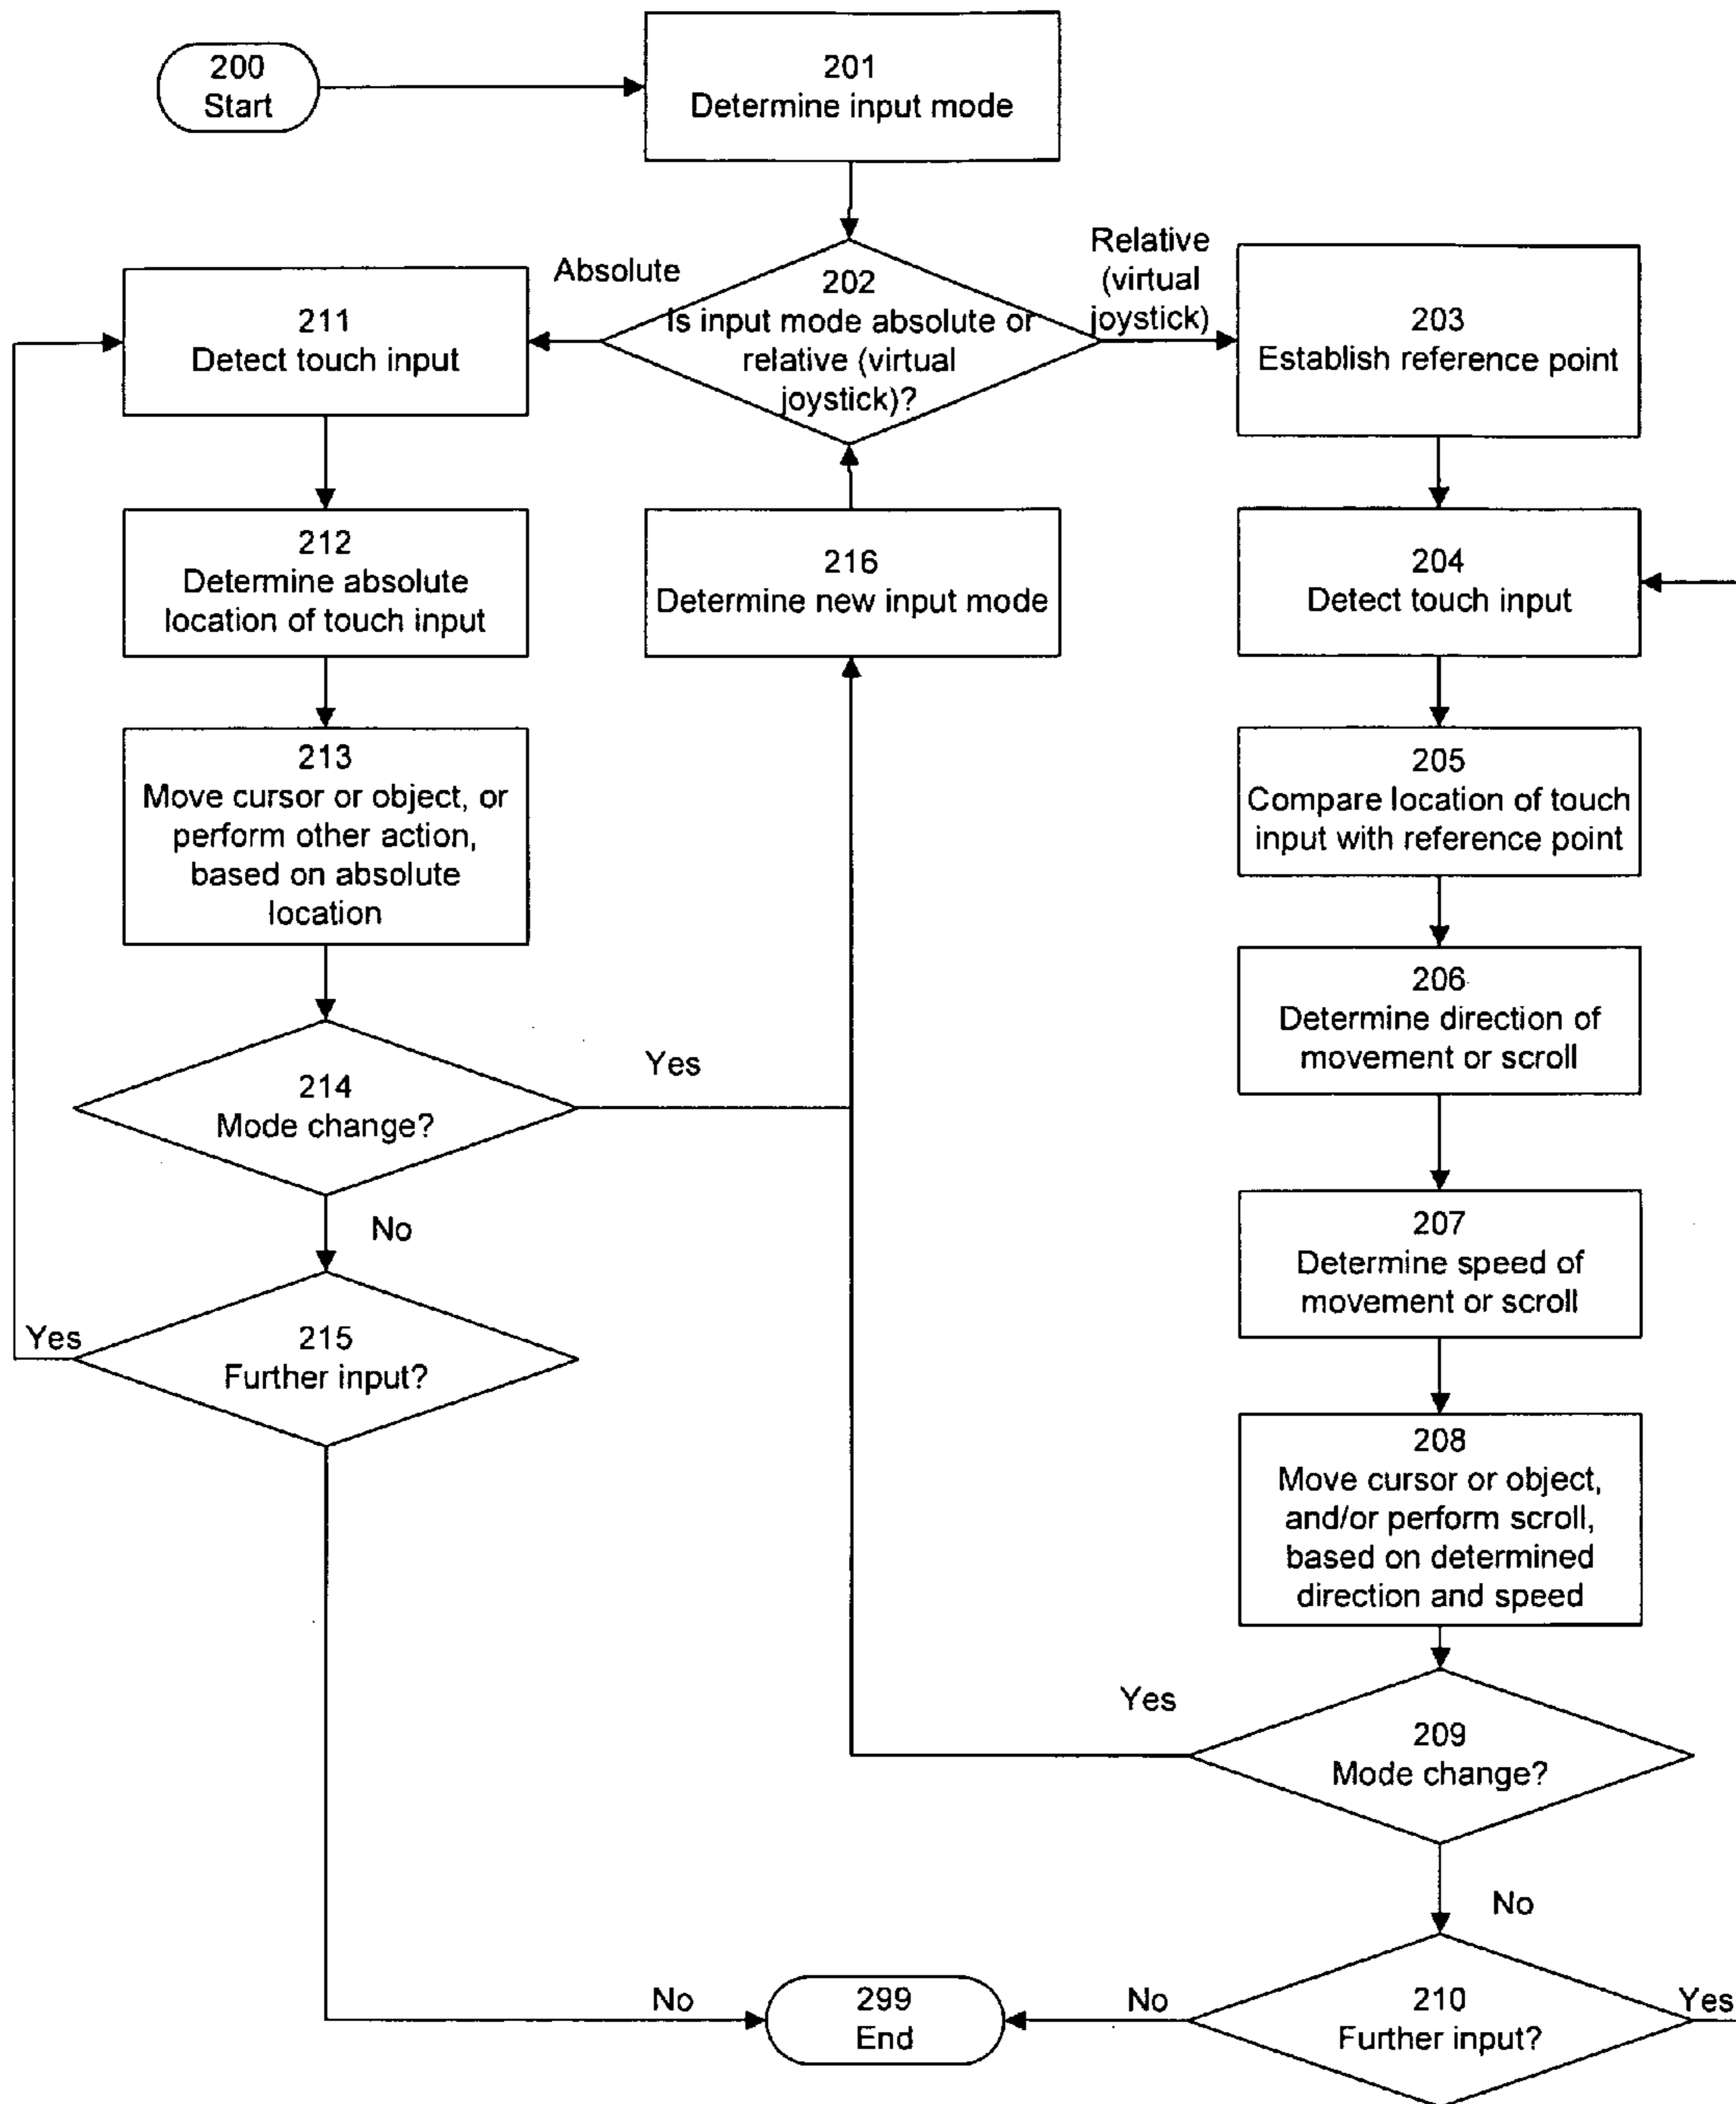 200
Start
201
Determine input mode
202
Is input mode absolute or
relative (virtual
joystick)?
Absolute
Relative
(virtual
joystick)
211
Detect touch input
203
Establish reference point
212
Determine absolute
location of touch input
216
Determine new input mode
204
Detect touch input
213
Move cursor or object, or
perform other action,
based on absolute
location
205
Compare location of touch
input with reference point
206
Determine direction of
movement or scroll
214
Mode change?
Yes
No
207
Determine speed of
movement or scroll
215
Further input?
Yes
208
Move cursor or object,
and/or perform scroll,
based on determined
direction and speed
209
Mode change?
Yes
No
No
299
End
No
210
Further input?
Yes